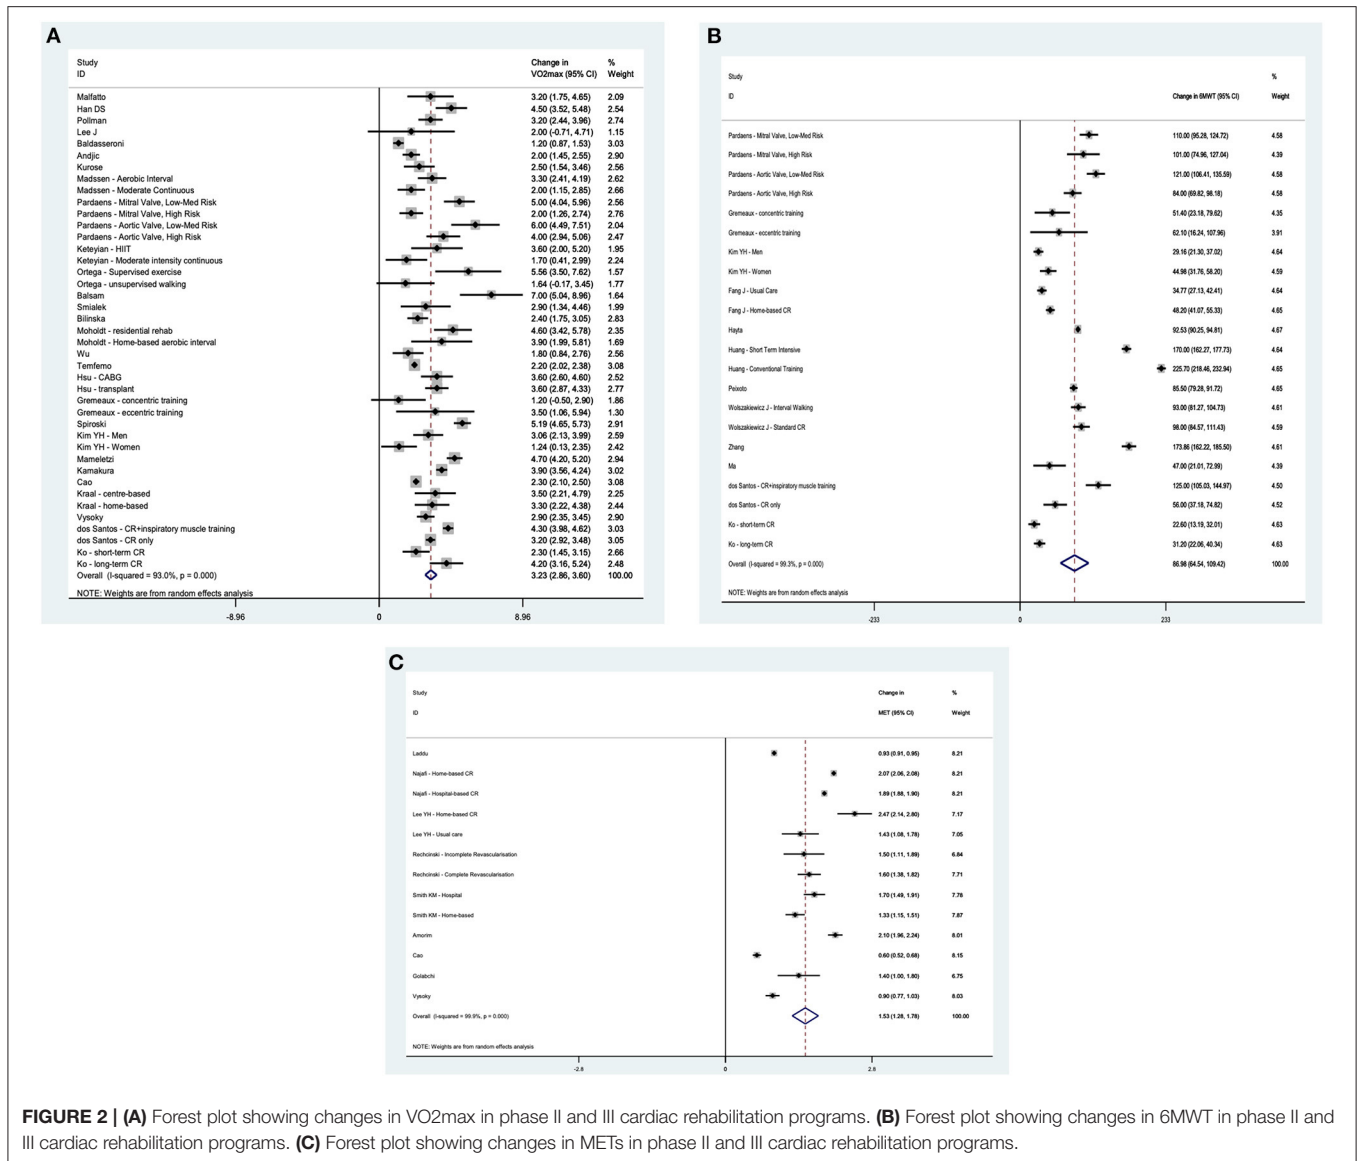 A
Study Change in %
ID VO2max (95% CI) Weight
Malfatto 3.20 (1.75, 4.65) 2.09
Han DS 4.50 (3.52, 5.48) 2.54
Pollman 3.20 (2.44, 3.96) 2.74
Lee J 2.00 (-0.71, 4.71) 1.15
Baldasseroni 1.20 (0.87, 1.53) 3.03
Andjic 2.00 (1.45, 2.55) 2.90
Kurose 2.50 (1.54, 3.46) 2.56
Madssen - Aerobic Interval 3.30 (2.41, 4.19) 2.62
Madssen - Moderate Continuous 2.00 (1.15, 2.85) 2.66
Pardaens - Mitral Valve, Low-Med Risk 5.00 (4.04, 5.96) 2.56
Pardaens - Mitral Valve, High Risk 2.00 (1.26, 2.74) 2.76
Pardaens - Aortic Valve, Low-Med Risk 6.00 (4.49, 7.51) 2.04
Pardaens - Aortic Valve, High Risk 4.00 (2.94, 5.06) 2.47
Keteyian - HIIT 3.60 (2.00, 5.20) 1.95
Keteyian - Moderate intensity continuous 1.70 (0.41, 2.99) 2.24
Ortega - Supervised exercise 5.56 (3.50, 7.62) 1.57
Ortega - unsupervised walking 1.64 (-0.17, 3.45) 1.77
Balsam 7.00 (5.04, 8.96) 1.64
Smialek 2.90 (1.34, 4.46) 1.99
Bilinska 2.40 (1.75, 3.05) 2.83
Moholdt - residential rehab 4.60 (3.42, 5.78) 2.35
Moholdt - Home-based aerobic interval 3.90 (1.99, 5.81) 1.69
Wu 1.80 (0.84, 2.76) 2.56
Temfemo 2.20 (2.02, 2.38) 3.08
Hsu - CABG 3.60 (2.60, 4.60) 2.52
Hsu - transplant 3.60 (2.87, 4.33) 2.77
Gremeaux - concentric training 1.20 (-0.50, 2.90) 1.86
Gremeaux - eccentric training 3.50 (1.06, 5.94) 1.30
Spiroski 5.19 (4.65, 5.73) 2.91
Kim YH - Men 3.06 (2.13, 3.99) 2.59
Kim YH - Women 1.24 (0.13, 2.35) 2.42
Mameletzi 4.70 (4.20, 5.20) 2.94
Kamakura 3.90 (3.56, 4.24) 3.02
Cao 2.30 (2.10, 2.50) 3.08
Kraal - centre-based 3.50 (2.21, 4.79) 2.25
Kraal - home-based 3.30 (2.22, 4.38) 2.44
Vysoky 2.90 (2.35, 3.45) 2.90
dos Santos - CR+inspiratory muscle training 4.30 (3.98, 4.62) 3.03
dos Santos - CR only 3.20 (2.92, 3.48) 3.05
Ko - short-term CR 2.30 (1.45, 3.15) 2.66
Ko - long-term CR 4.20 (3.16, 5.24) 2.48
Overall (I-squared = 93.0%, p = 0.000) 3.23 (2.86, 3.60) 100.00
NOTE: Weights are from random effects analysis
-8.96 0 8.96
B
Study %
ID Change in 6MWT (95% CI) Weight
Pardaens - Mitral Valve, Low-Med Risk 110.00 (95.28, 124.72) 4.58
Pardaens - Mitral Valve, High Risk 101.00 (74.96, 127.04) 4.39
Pardaens - Aortic Valve, Low-Med Risk 121.00 (106.41, 135.59) 4.58
Pardaens - Aortic Valve, High Risk 84.00 (69.82, 98.18) 4.58
Gremeaux - concentric training 51.40 (23.18, 79.62) 4.35
Gremeaux - eccentric training 62.10 (16.24, 107.96) 3.91
Kim YH - Men 29.16 (21.30, 37.02) 4.64
Kim YH - Women 44.98 (31.76, 58.20) 4.59
Fang J - Usual Care 34.77 (27.13, 42.41) 4.64
Fang J - Home-based CR 48.20 (41.07, 55.33) 4.65
Hayta 92.53 (90.25, 94.81) 4.67
Huang - Short Term Intensive 170.00 (162.27, 177.73) 4.64
Huang - Conventional Training 225.70 (218.46, 232.94) 4.65
Peixoto 85.50 (79.28, 91.72) 4.65
Wolszakiewicz J - Interval Walking 93.00 (81.27, 104.73) 4.61
Wolszakiewicz J - Standard CR 98.00 (84.57, 111.43) 4.59
Zhang 173.86 (162.22, 185.50) 4.61
Ma 47.00 (21.01, 72.99) 4.39
dos Santos - CR+inspiratory muscle training 125.00 (105.03, 144.97) 4.50
dos Santos - CR only 56.00 (37.18, 74.82) 4.52
Ko - short-term CR 22.60 (13.19, 32.01) 4.63
Ko - long-term CR 31.20 (22.06, 40.34) 4.63
Overall (I-squared = 99.3%, p = 0.000) 86.98 (64.54, 109.42) 100.00
NOTE: Weights are from random effects analysis
-233 0 233
C
Study Change in %
ID MET (95% CI) Weight
Laddu 0.93 (0.91, 0.95) 8.21
Najafi - Home-based CR 2.07 (2.06, 2.08) 8.21
Najafi - Hospital-based CR 1.89 (1.88, 1.90) 8.21
Lee YH - Home-based CR 2.47 (2.14, 2.80) 7.17
Lee YH - Usual care 1.43 (1.08, 1.78) 7.05
Rechcinski - Incomplete Revascularisation 1.50 (1.11, 1.89) 6.84
Rechcinski - Complete Revascularisation 1.60 (1.38, 1.82) 7.71
Smith KM - Hospital 1.70 (1.49, 1.91) 7.78
Smith KM - Home-based 1.33 (1.15, 1.51) 7.87
Amorim 2.10 (1.96, 2.24) 8.01
Cao 0.60 (0.52, 0.68) 8.15
Golabchi 1.40 (1.00, 1.80) 6.75
Vysoky 0.90 (0.77, 1.03) 8.03
Overall (I-squared = 99.9%, p = 0.000) 1.53 (1.28, 1.78) 100.00
NOTE: Weights are from random effects analysis
-2.8 0 2.8
FIGURE 2 | (A) Forest plot showing changes in VO2max in phase II and III cardiac rehabilitation programs. (B) Forest plot showing changes in 6MWT in phase II and
III cardiac rehabilitation programs. (C) Forest plot showing changes in METs in phase II and III cardiac rehabilitation programs.